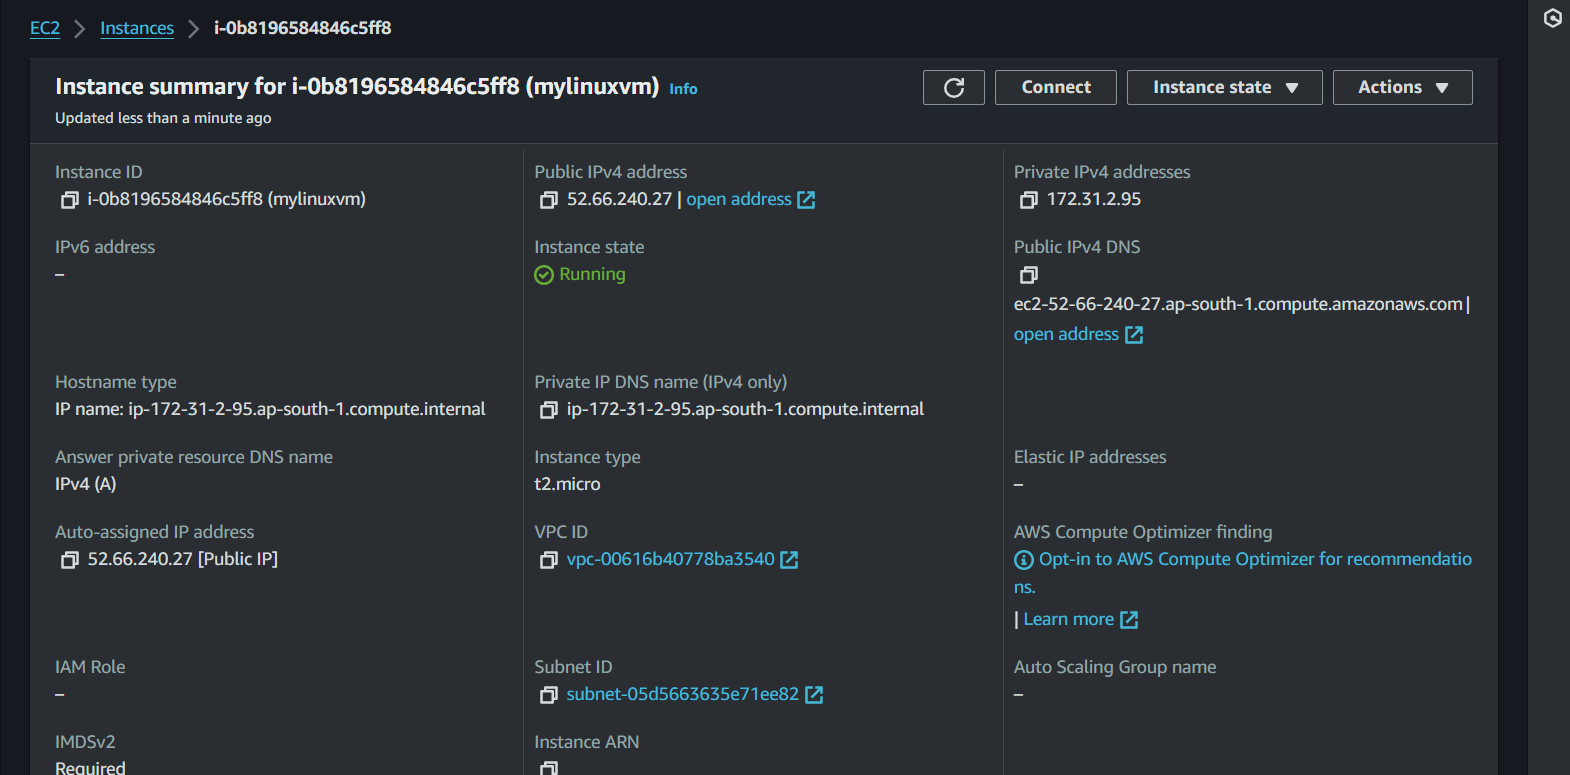 EC2 Instances i-0b8196584846c5ff8
Instance summary for i-0b8196584846c5ff8 (mylinuxvm) Info
Updated less than a minute ago
Connect
Instance state
Actions
Instance ID
i-0b8196584846c5ff8 (mylinuxvm)
Public IPv4 address
52.66.240.27 | open address
Private IPv4 addresses
172.31.2.95
IPv6 address
–
Instance state
Running
Public IPv4 DNS
ec2-52-66-240-27.ap-south-1.compute.amazonaws.com |
open address
Hostname type
IP name: ip-172-31-2-95.ap-south-1.compute.internal
Private IP DNS name (IPv4 only)
ip-172-31-2-95.ap-south-1.compute.internal
Answer private resource DNS name
IPv4 (A)
Instance type
t2.micro
Elastic IP addresses
–
Auto-assigned IP address
52.66.240.27 [Public IP]
VPC ID
vpc-00616b40778ba3540
AWS Compute Optimizer finding
Opt-in to AWS Compute Optimizer for recommendatio
ns.
| Learn more
IAM Role
–
Subnet ID
subnet-05d5663635e71ee82
Auto Scaling Group name
–
IMDSv2
Required
Instance ARN